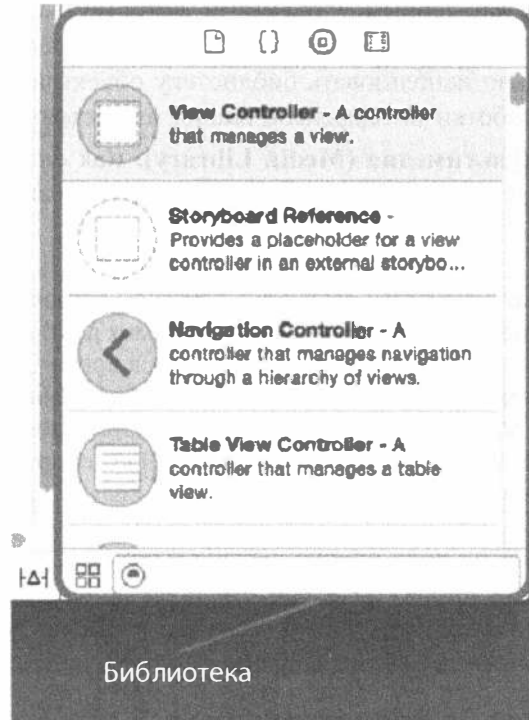 {}
View Controller - A controller
that manages a view.
Storyboard Reference -
Provides a placeholder for a view
controller in an external storybo...
Navigation Controller - A
controller that manages navigation
through a hierarchy of views.
Table View Controller - A
controller that manages a table
view.
Библиотека